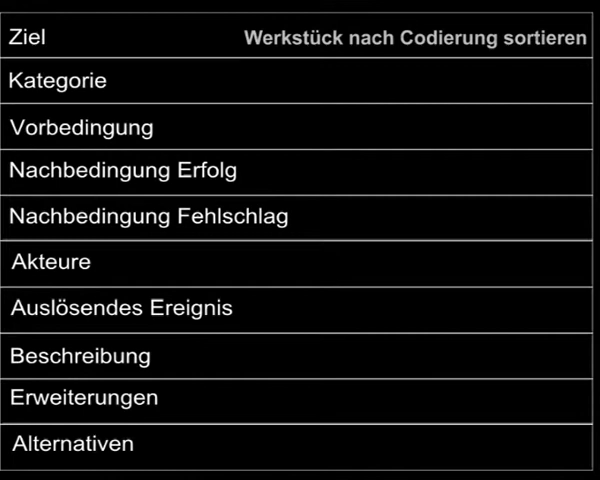 Ziel Werkstück nach Codierung sortieren
Kategorie
Vorbedingung
Nachbedingung Erfolg
Nachbedingung Fehlschlag
Akteure
Auslösendes Ereignis
Beschreibung
Erweiterungen
Alternativen